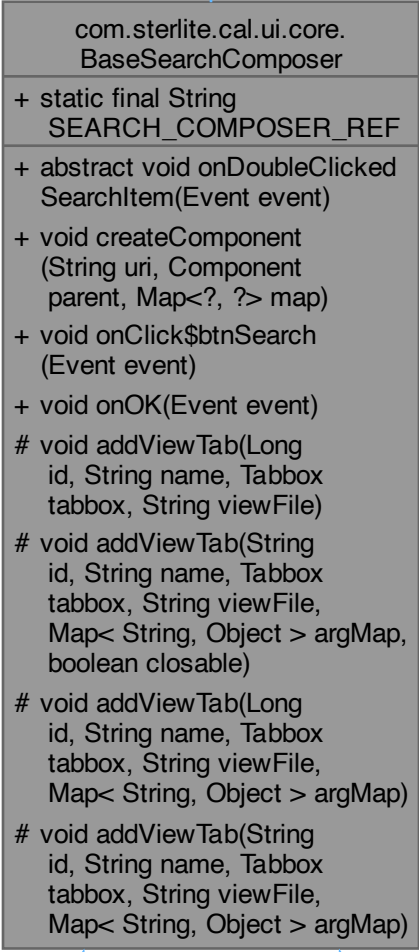 com.sterlite.cal.ui.core.
BaseSearchComposer
+ static final String
SEARCH_COMPOSER_REF
+ abstract void onDoubleClicked
SearchItem(Event event)
+ void createComponent
(String uri, Component
parent, Map<?, ?> map)
+ void onClick$btnSearch
(Event event)
+ void onOK(Event event)
# void addViewTab(Long
id, String name, Tabbox
tabbox, String viewFile)
# void addViewTab(String
id, String name, Tabbox
tabbox, String viewFile,
Map< String, Object > argMap,
boolean closable)
# void addViewTab(Long
id, String name, Tabbox
tabbox, String viewFile,
Map< String, Object > argMap)
# void addViewTab(String
id, String name, Tabbox
tabbox, String viewFile,
Map< String, Object > argMap)